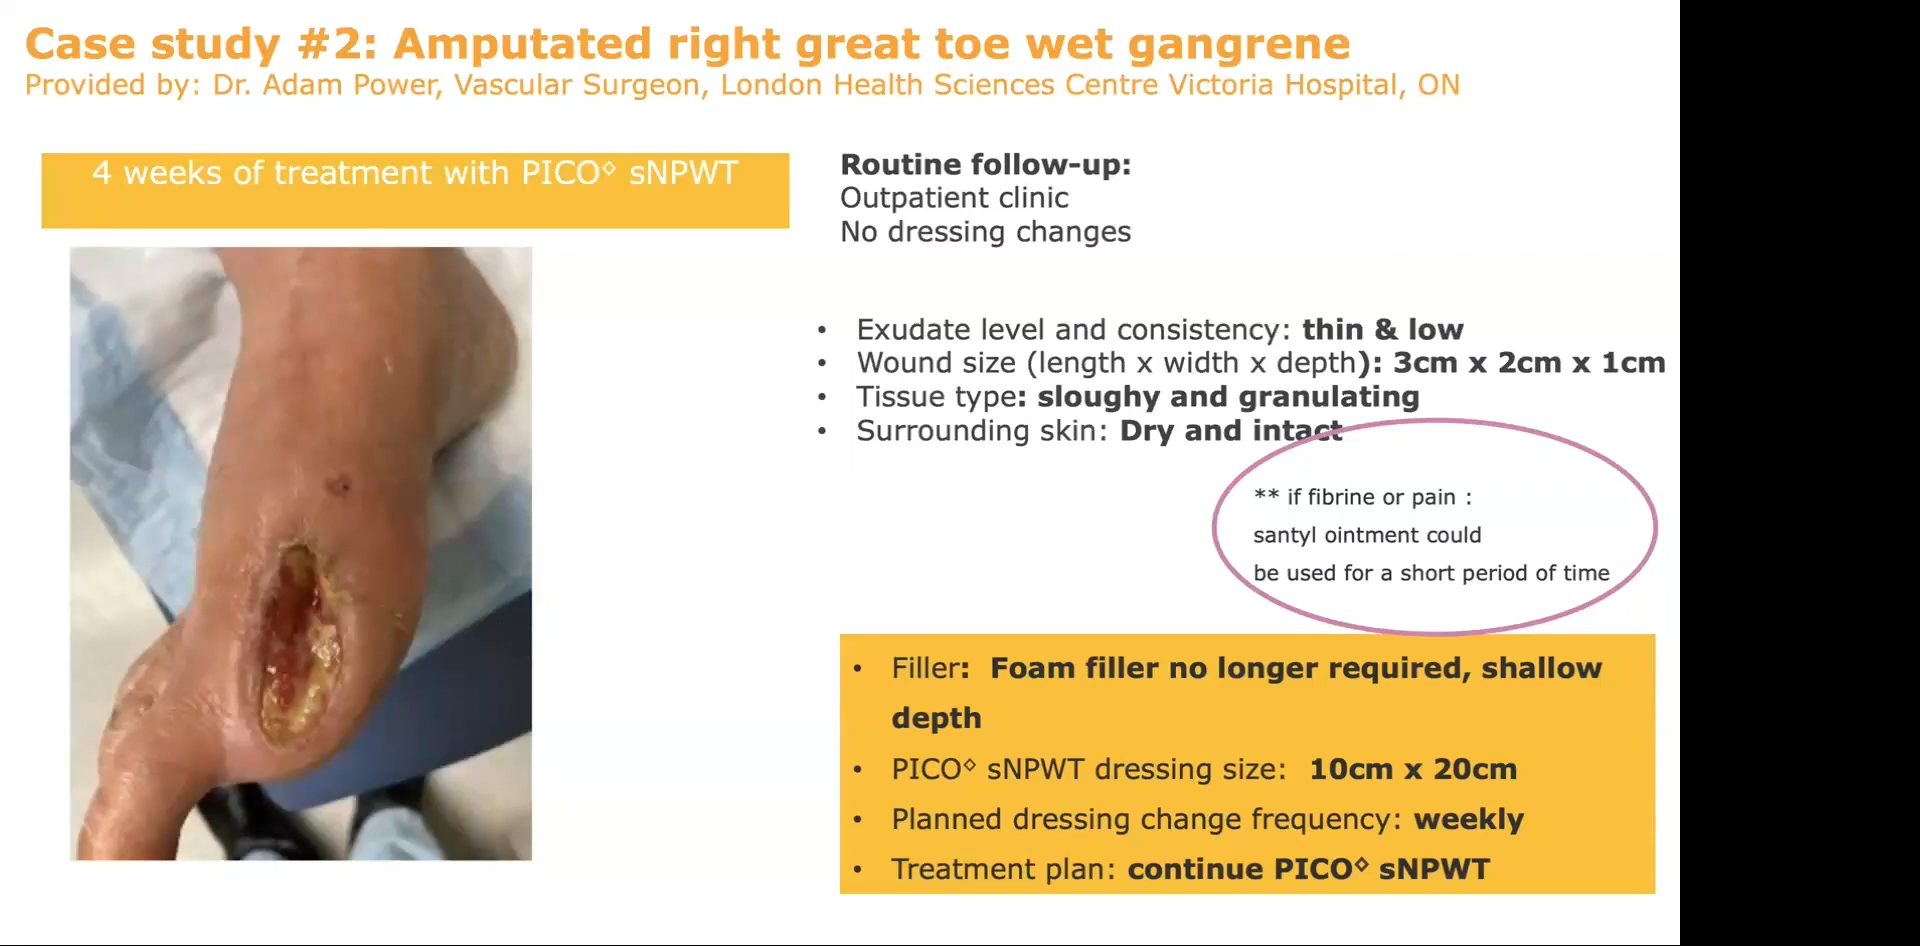 Case study #2: Amputated right great toe wet gangrene
Provided by: Dr. Adam Power, Vascular Surgeon, London Health Sciences Centre Victoria Hospital, ON
4 weeks of treatment with PICO◊ sNPWT
Routine follow-up:
Outpatient clinic
No dressing changes
• Exudate level and consistency: thin & low
• Wound size (length x width x depth): 3cm x 2cm x 1cm
• Tissue type: sloughy and granulating
• Surrounding skin: Dry and intact
** if fibrine or pain :
santyl ointment could
be used for a short period of time
• Filler: Foam filler no longer required, shallow
depth
• PICO◊ sNPWT dressing size: 10cm x 20cm
• Planned dressing change frequency: weekly
• Treatment plan: continue PICO◊ sNPWT